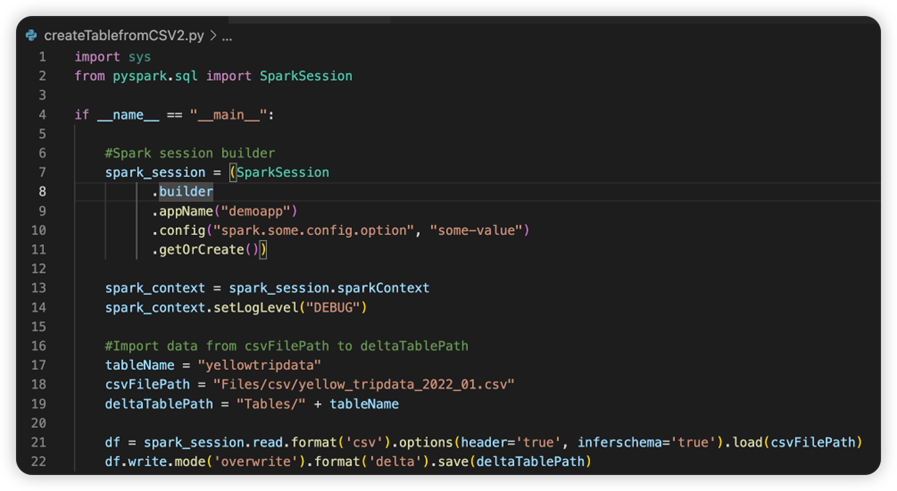 createTablefromCSV2.py > ...
1 import sys
2 from pyspark.sql import SparkSession
3
4 if __name__ == "__main__":
5
6     #Spark session builder
7     spark_session = (SparkSession
8         .builder
9         .appName("demoapp")
10         .config("spark.some.config.option", "some-value")
11         .getOrCreate())
12
13     spark_context = spark_session.sparkContext
14     spark_context.setLogLevel("DEBUG")
15
16     #Import data from csvFilePath to deltaTablePath
17     tableName = "yellowtripdata"
18     csvFilePath = "Files/csv/yellow_tripdata_2022_01.csv"
19     deltaTablePath = "Tables/" + tableName
20
21     df = spark_session.read.format('csv').options(header='true', inferschema='true').load(csvFilePath)
22     df.write.mode('overwrite').format('delta').save(deltaTablePath)